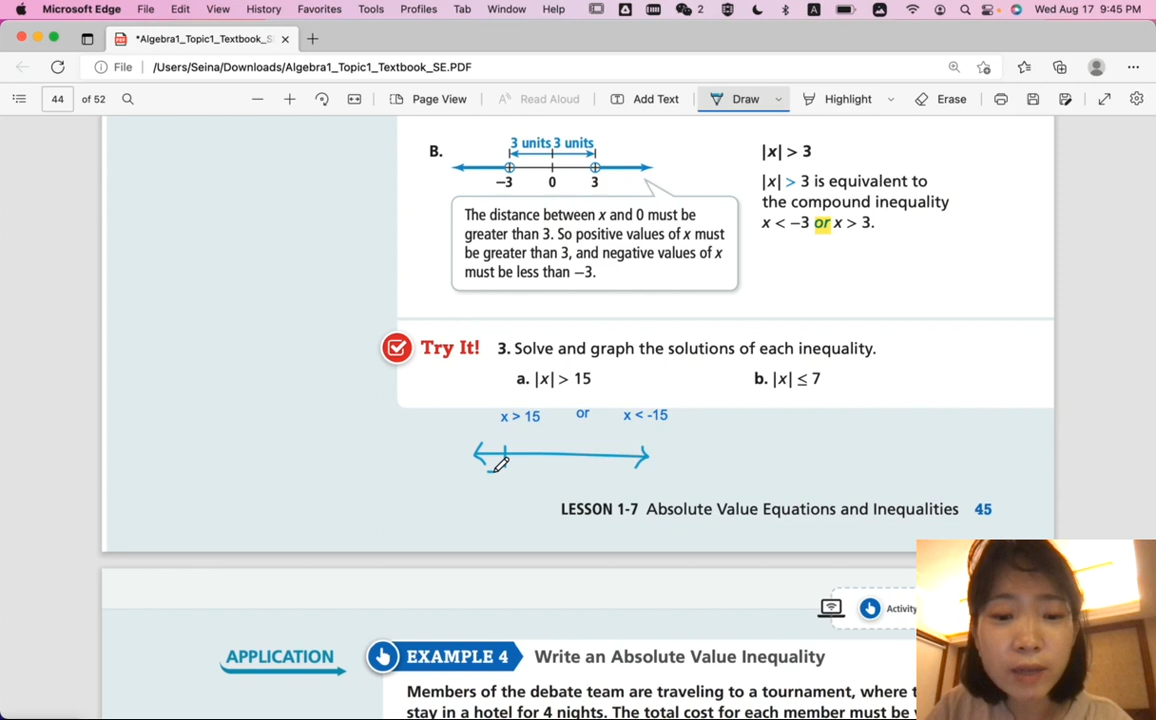 Microsoft Edge File Edit View History Favorites Tools Profiles Tab Window Help 2 A Wed Aug 17 9:45 PM
*Algebra1_Topic1_Textbook_S
File /Users/Seina/Downloads/Algebra1_Topic1_Textbook_SE.PDF
44 of 52 Page View Read Aloud Add Text Draw Highlight Erase
B. 3 units 3 units
−3 0 3
The distance between x and 0 must be
greater than 3. So positive values of x must
be greater than 3, and negative values of x
must be less than −3.
|x| > 3
|x| > 3 is equivalent to
the compound inequality
x < −3 or x > 3.
Try It! 3. Solve and graph the solutions of each inequality.
a. |x| > 15 b. |x| ≤ 7
x > 15 or x < -15
LESSON 1-7 Absolute Value Equations and Inequalities 45
Activity
APPLICATION EXAMPLE 4 Write an Absolute Value Inequality
Members of the debate team are traveling to a tournament, where
stay in a hotel for 4 nights. The total cost for each member must be